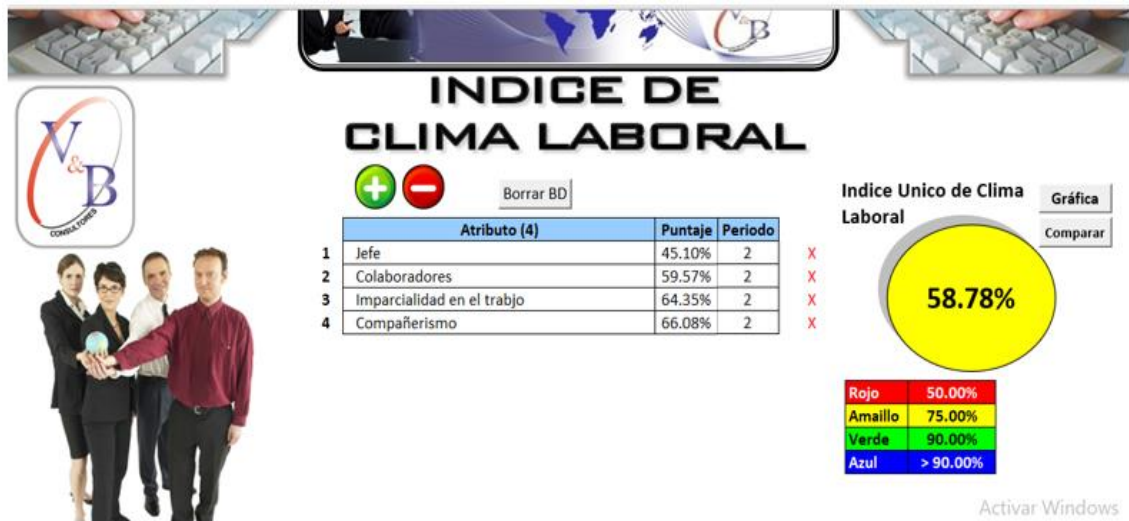 V&B
INDICE DE
CLIMA LABORAL
V&B
CONSULTORES
Borrar BD
Indice Unico de Clima
Laboral
Gráfica
Comparar
Atributo (4) Puntaje Periodo
1 Jefe 45.10% 2 X
2 Colaboradores 59.57% 2 X
3 Imparcialidad en el trabjo 64.35% 2 X
4 Compañerismo 66.08% 2 X
58.78%
Rojo 50.00%
Amaillo 75.00%
Verde 90.00%
Azul > 90.00%
Activar Windows